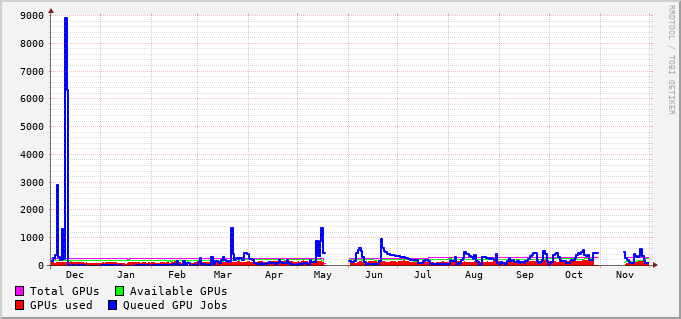 9000
8000
7000
6000
5000
4000
3000
2000
1000
0
Dec Jan Feb Mar Apr May Jun Jul Aug Sep Oct Nov
Total GPUs Available GPUs
GPUs used Queued GPU Jobs
RRDTOOL / TOBI OETIKER